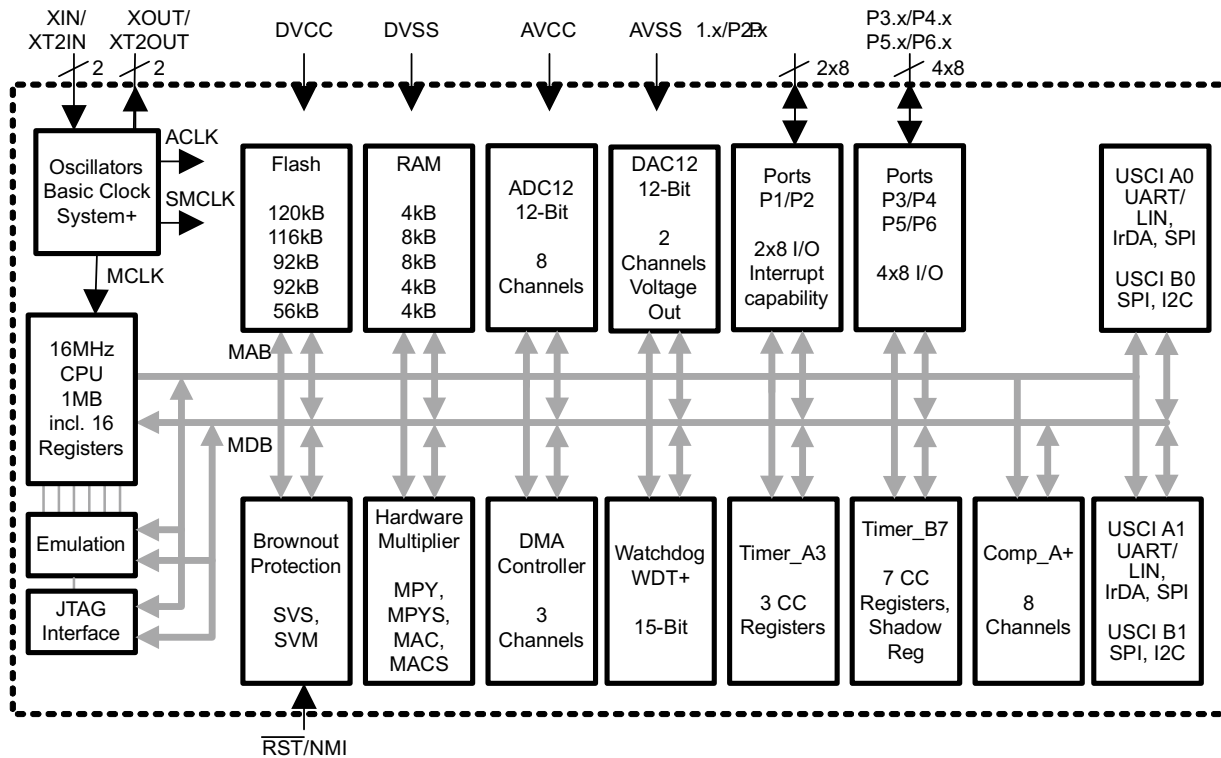 XIN/
XT2IN
XOUT/
XT2OUT
DVCC
DVSS
AVCC
AVSS
1.x/P2.x
P3.x/P4.x
P5.x/P6.x
2
2
2x8
4x8
Oscillators
Basic Clock
System+
ACLK
SMCLK
MCLK
Flash
120kB
116kB
92kB
92kB
56kB
RAM
4kB
8kB
8kB
4kB
4kB
ADC12
12-Bit
8
Channels
DAC12
12-Bit
2
Channels
Voltage
Out
Ports
P1/P2
2x8 I/O
Interrupt
capability
Ports
P3/P4
P5/P6
4x8 I/O
USCI A0
UART/
LIN,
IrDA, SPI
USCI B0
SPI, I2C
16MHz
CPU
1MB
incl. 16
Registers
MAB
MDB
Emulation
JTAG
Interface
Brownout
Protection
SVS,
SVM
Hardware
Multiplier
MPY,
MPYS,
MAC,
MACS
DMA
Controller
3
Channels
Watchdog
WDT+
15-Bit
Timer_A3
3 CC
Registers
Timer_B7
7 CC
Registers,
Shadow
Reg
Comp_A+
8
Channels
USCI A1
UART/
LIN,
IrDA, SPI
USCI B1
SPI, I2C
RST/NMI